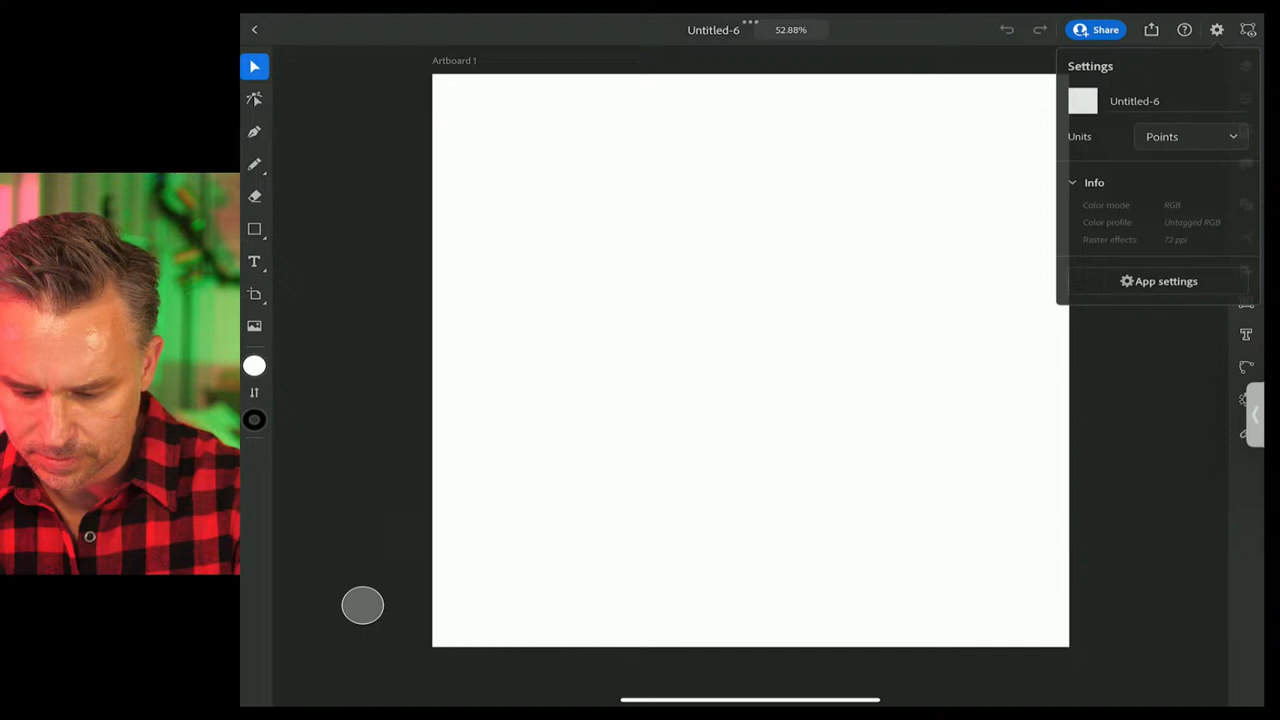 Untitled-6
52.88%
Share
Artboard 1
Settings
Untitled-6
Units
Points
Info
Color mode
RGB
Color profile:
Untagged RGB
Raster effects:
72 ppi
App settings